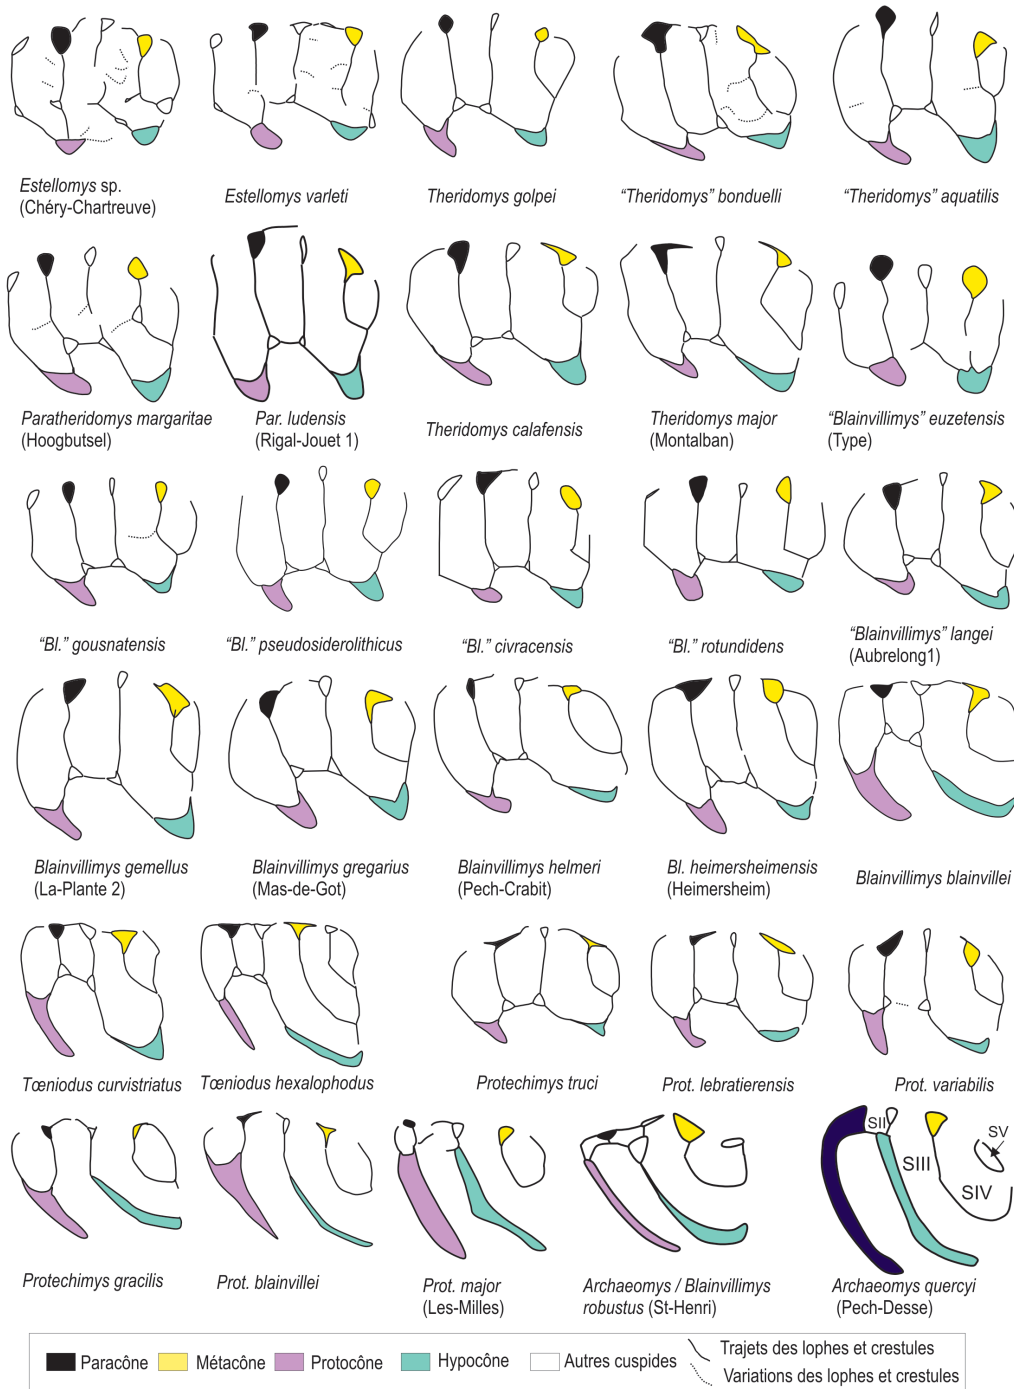 Estellomys sp.
(Chéry-Chartreuve)
Estellomys varleti
Theridomys golpei
“Theridomys” bonduelli
“Theridomys” aquatilis
Paratheridomys margaritae
(Hoogbutsel)
Par. ludensis
(Rigal-Jouet 1)
Theridomys calafensis
Theridomys major
(Montalban)
“Blainvillimys” euzetensis
(Type)
“Bl.” gousnatensis
“Bl.” pseudosiderolithicus
“Bl.” civracensis
“Bl.” rotundidens
“Blainvillimys” langei
(Aubrelong1)
Blainvillimys gemellus
(La-Plante 2)
Blainvillimys gregarius
(Mas-de-Got)
Blainvillimys helmeri
(Pech-Crabit)
Bl. heimersheimensis
(Heimersheim)
Blainvillimys blainvillei
Tœniodus curvistriatus
Tœniodus hexalophodus
Protechimys truci
Prot. lebratierensis
Prot. variabilis
SII
SV
SIII
SIV
Protechimys gracilis
Prot. blainvillei
Prot. major
(Les-Milles)
Archaeomys / Blainvillimys
robustus (St-Henri)
Archaeomys quercyi
(Pech-Desse)
Paracône
Métacône
Protocône
Hypocône
Autres cuspides
Trajets des lophes et crestules
Variations des lophes et crestules